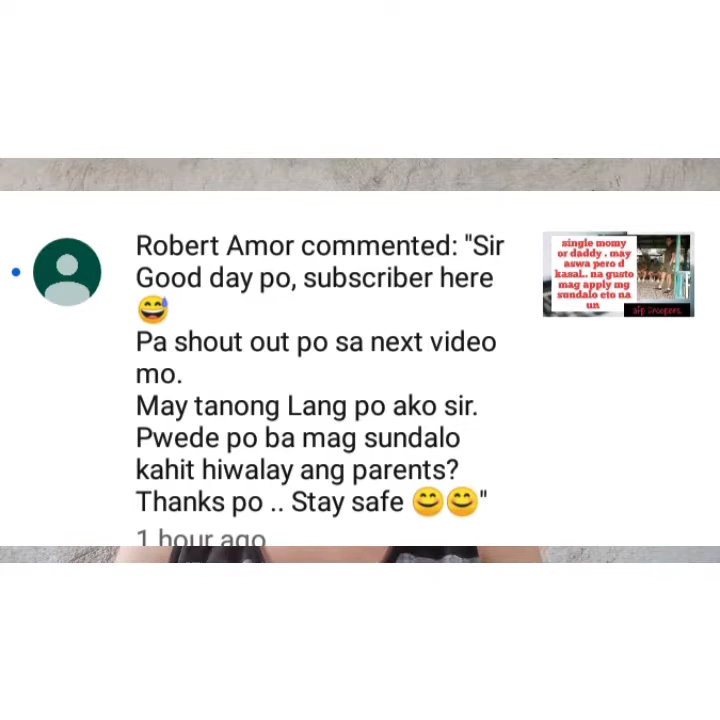 Robert Amor commented: "Sir
Good day po, subscriber here
😅
Pa shout out po sa next video
mo.
May tanong Lang po ako sir.
Pwede po ba mag sundalo
kahit hiwalay ang parents?
Thanks po .. Stay safe 😊😊"
1 hour ago
single momy
or daddy . may
aswa pero d
kasal.. na gusto
mag apply mg
sundalo eto na
un